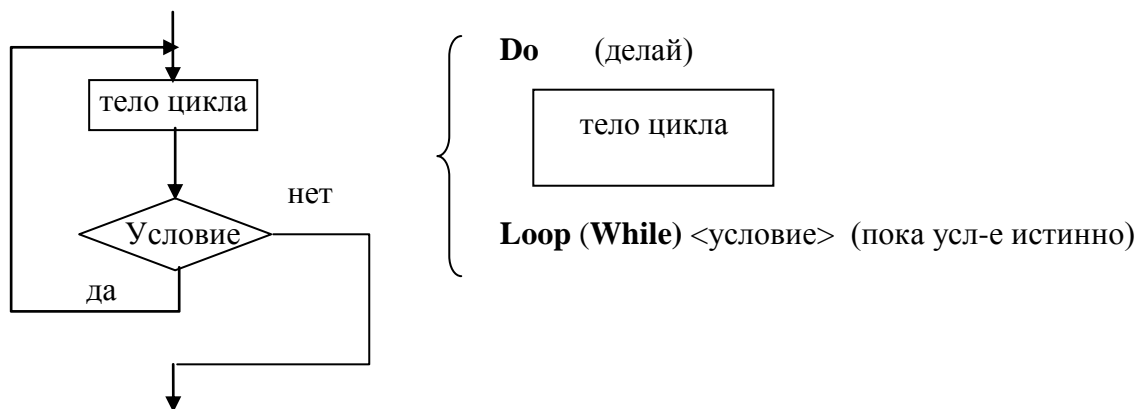 Do (делай)
тело цикла
тело цикла
нет
Условие
Loop (While) <условие> (пока усл-е истинно)
да